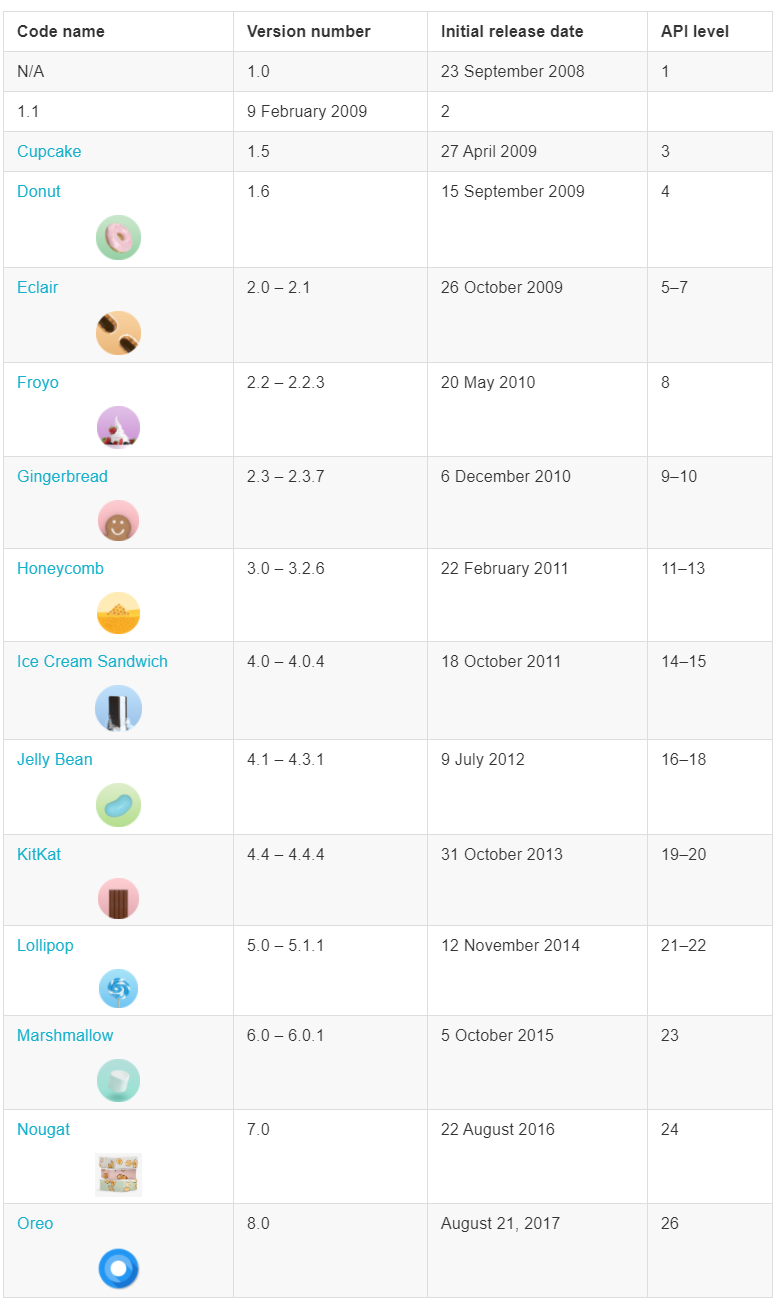 Code name Version number Initial release date API level
N/A 1.0 23 September 2008 1
1.1 9 February 2009 2
Cupcake 1.5 27 April 2009 3
Donut 1.6 15 September 2009 4
Eclair 2.0 – 2.1 26 October 2009 5–7
Froyo 2.2 – 2.2.3 20 May 2010 8
Gingerbread 2.3 – 2.3.7 6 December 2010 9–10
Honeycomb 3.0 – 3.2.6 22 February 2011 11–13
Ice Cream Sandwich 4.0 – 4.0.4 18 October 2011 14–15
Jelly Bean 4.1 – 4.3.1 9 July 2012 16–18
KitKat 4.4 – 4.4.4 31 October 2013 19–20
Lollipop 5.0 – 5.1.1 12 November 2014 21–22
Marshmallow 6.0 – 6.0.1 5 October 2015 23
Nougat 7.0 22 August 2016 24
Oreo 8.0 August 21, 2017 26